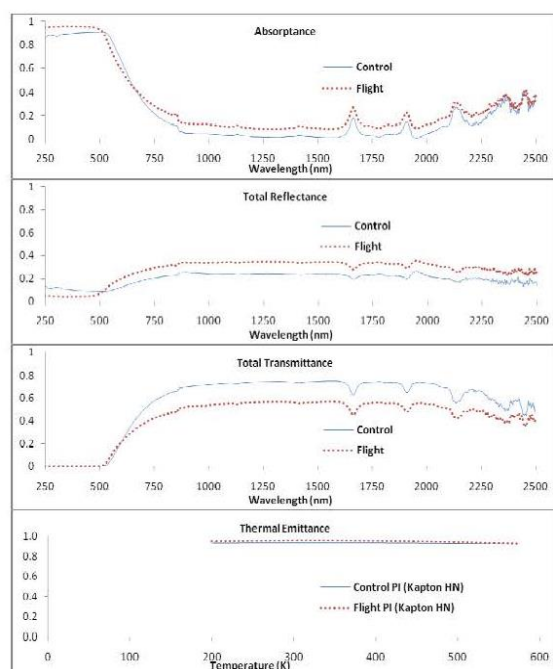 Absorptance
1
0.8
0.6
0.4
0.2
0
Control
Flight
250 500 750 1000 1250 1500 1750 2000 2250 2500
Wavelength (nm)
Total Reflectance
1
0.8
0.6
0.4
0.2
0
Control
Flight
250 500 750 1000 1250 1500 1750 2000 2250 2500
Wavelength (nm)
Total Transmittance
1
0.8
0.6
0.4
0.2
0
Control
Flight
250 500 750 1000 1250 1500 1750 2000 2250 2500
Wavelength (nm)
Thermal Emittance
1.0
0.8
0.6
0.4
0.2
0.0
Control PI (Kapton HN)
Flight PI (Kapton HN)
0 100 200 300 400 500 600
Temperature (K)